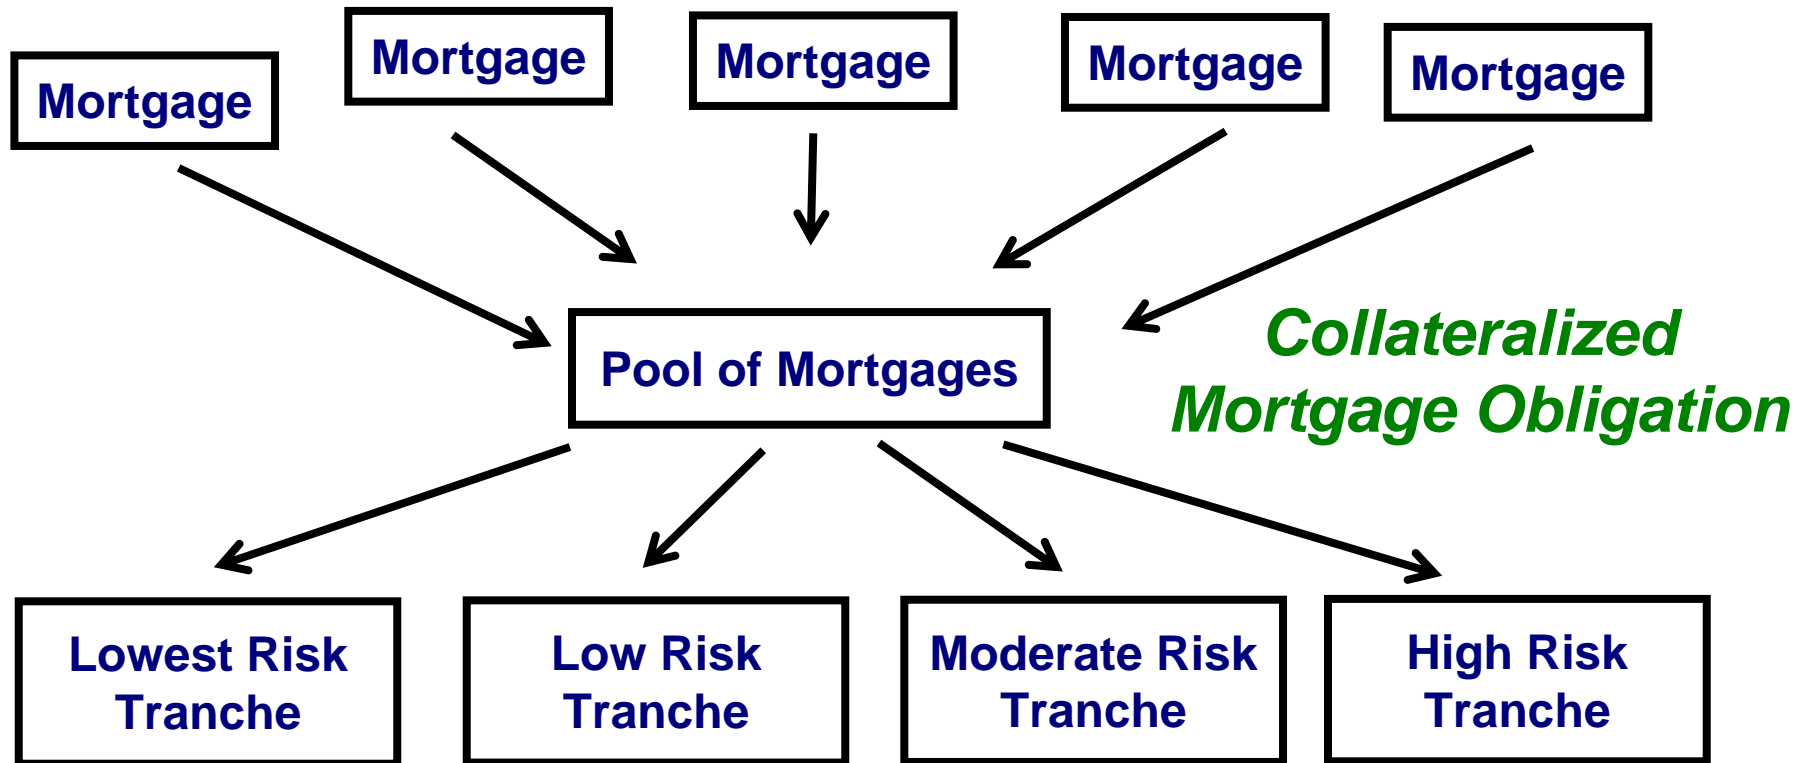 Mortgage
Mortgage
Mortgage
Mortgage
Mortgage
Collateralized
Mortgage Obligation
Pool of Mortgages
Lowest Risk
Tranche
Low Risk
Tranche
Moderate Risk
Tranche
High Risk
Tranche